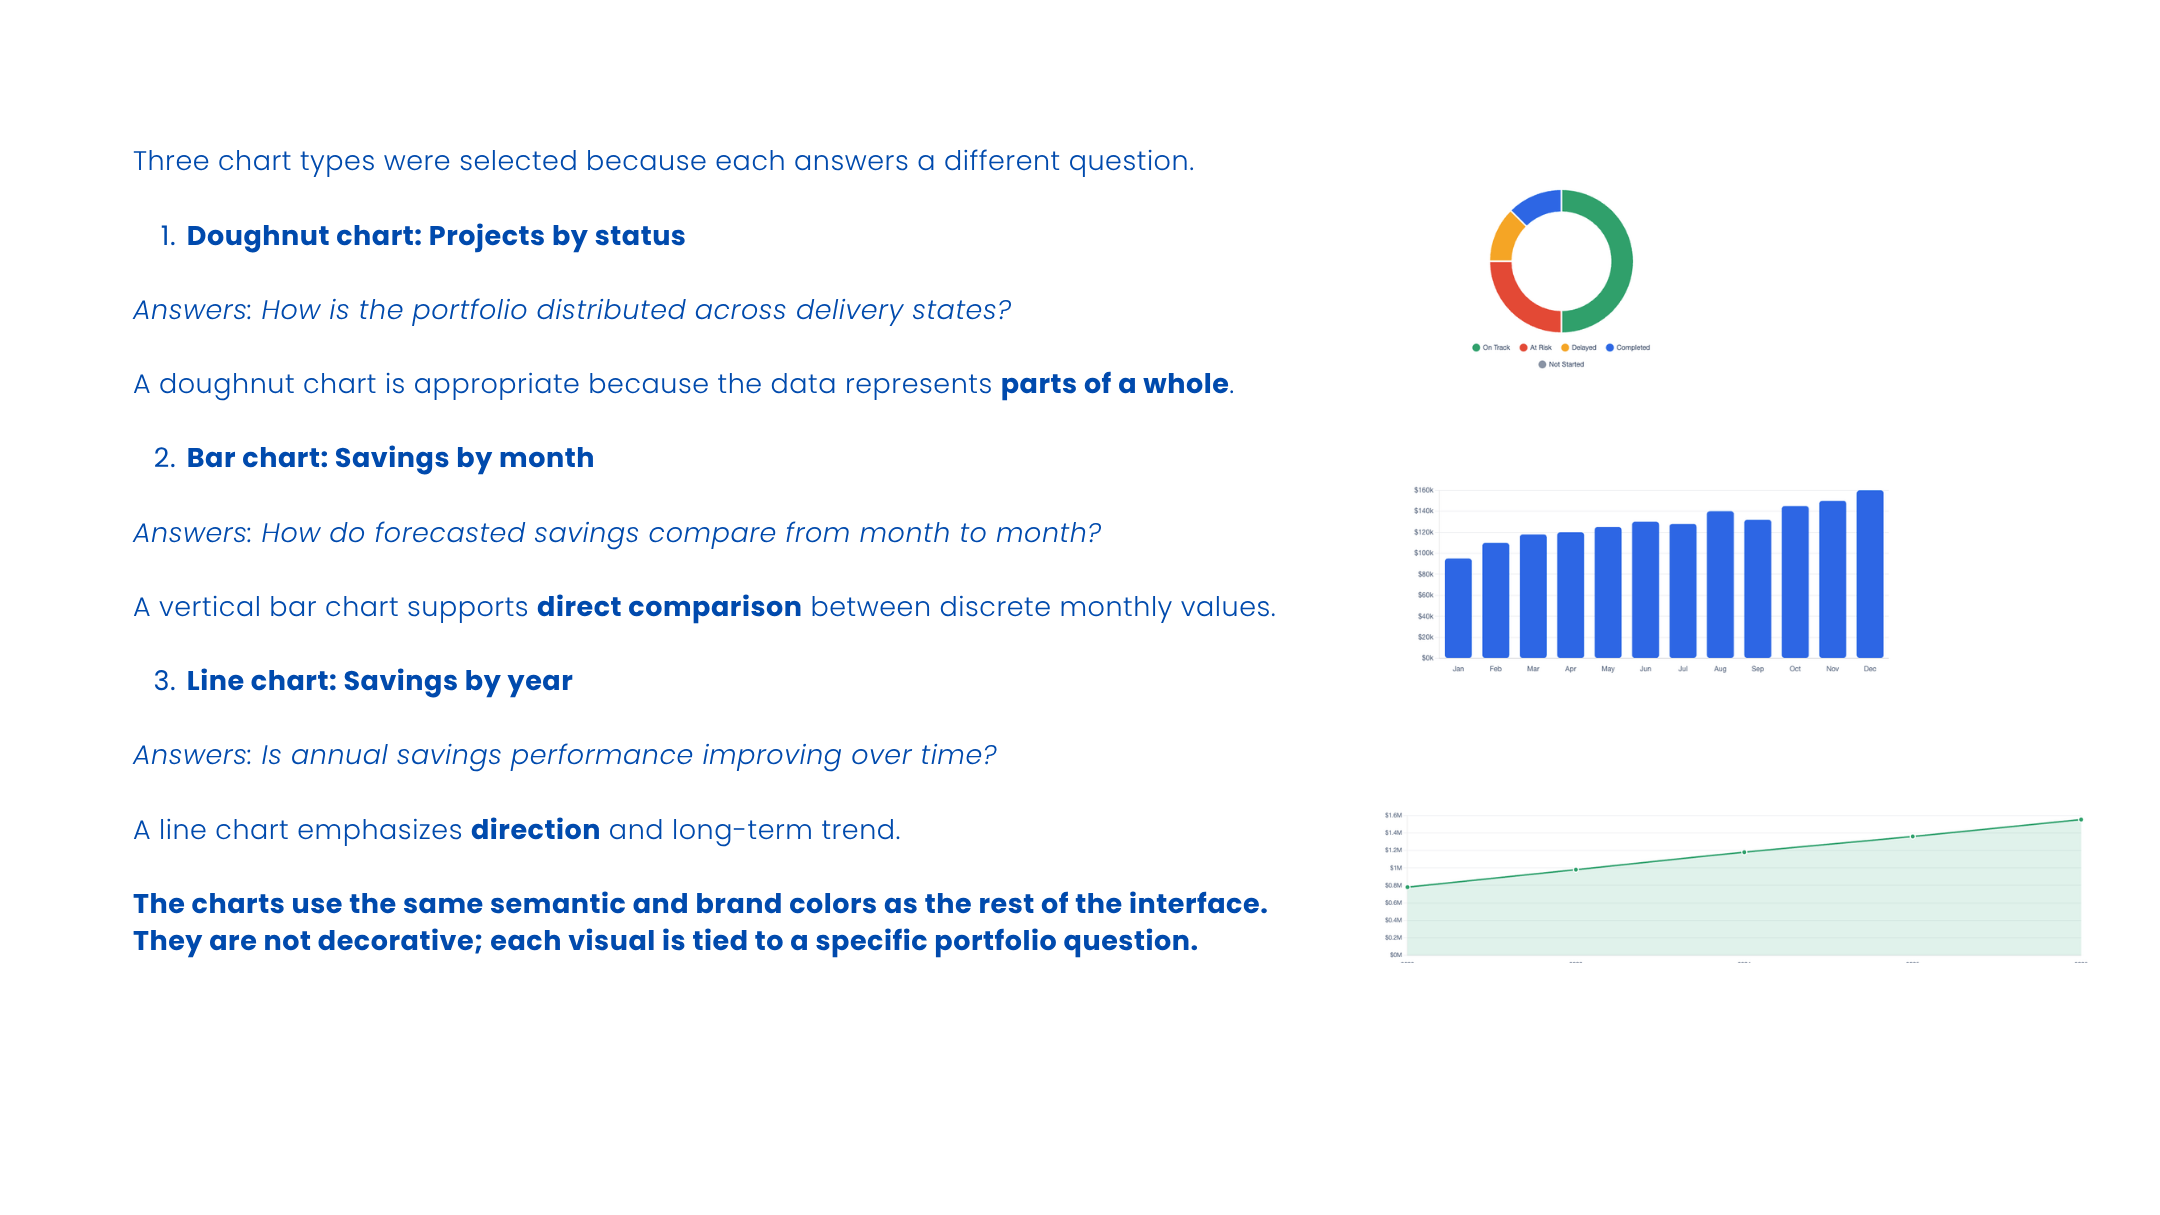 Three chart types were selected because each answers a different question.
1. Doughnut chart: Projects by status
Answers: How is the portfolio distributed across delivery states?
A doughnut chart is appropriate because the data represents parts of a whole.
2. Bar chart: Savings by month
Answers: How do forecasted savings compare from month to month?
A vertical bar chart supports direct comparison between discrete monthly values.
3. Line chart: Savings by year
Answers: Is annual savings performance improving over time?
A line chart emphasizes direction and long-term trend.
The charts use the same semantic and brand colors as the rest of the interface.
They are not decorative; each visual is tied to a specific portfolio question.
On Track At Risk Delayed Completed
Not Started
$160k
$140k
$120k
$100k
$80k
$60k
$40k
$20k
$0k
Jan Feb Mar Apr May Jun Jul Aug Sep Oct Nov Dec
$1.6M
$1.4M
$1.2M
$1M
$0.8M
$0.6M
$0.4M
$0.2M
$0M